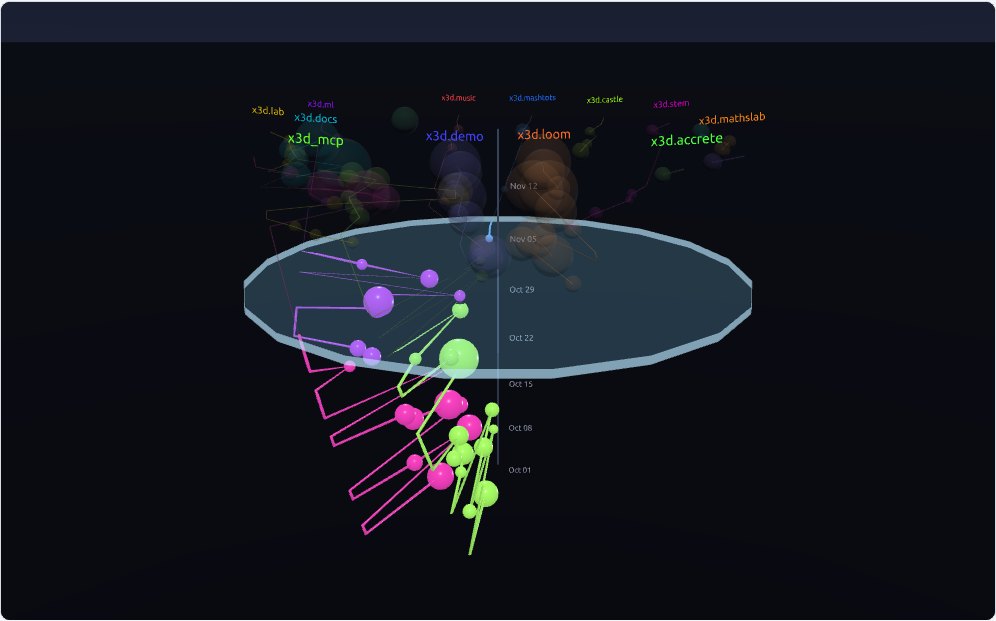 x3d.music
x3d.mashtots
x3d.castle
x3d.ml
x3d.stem
x3d.lab
x3d.docs
x3d.mathslab
x3d_mcp
x3d.demo
x3d.loom
x3d.accrete
Nov 12
Nov 05
Oct 29
Oct 22
Oct 15
Oct 08
Oct 01